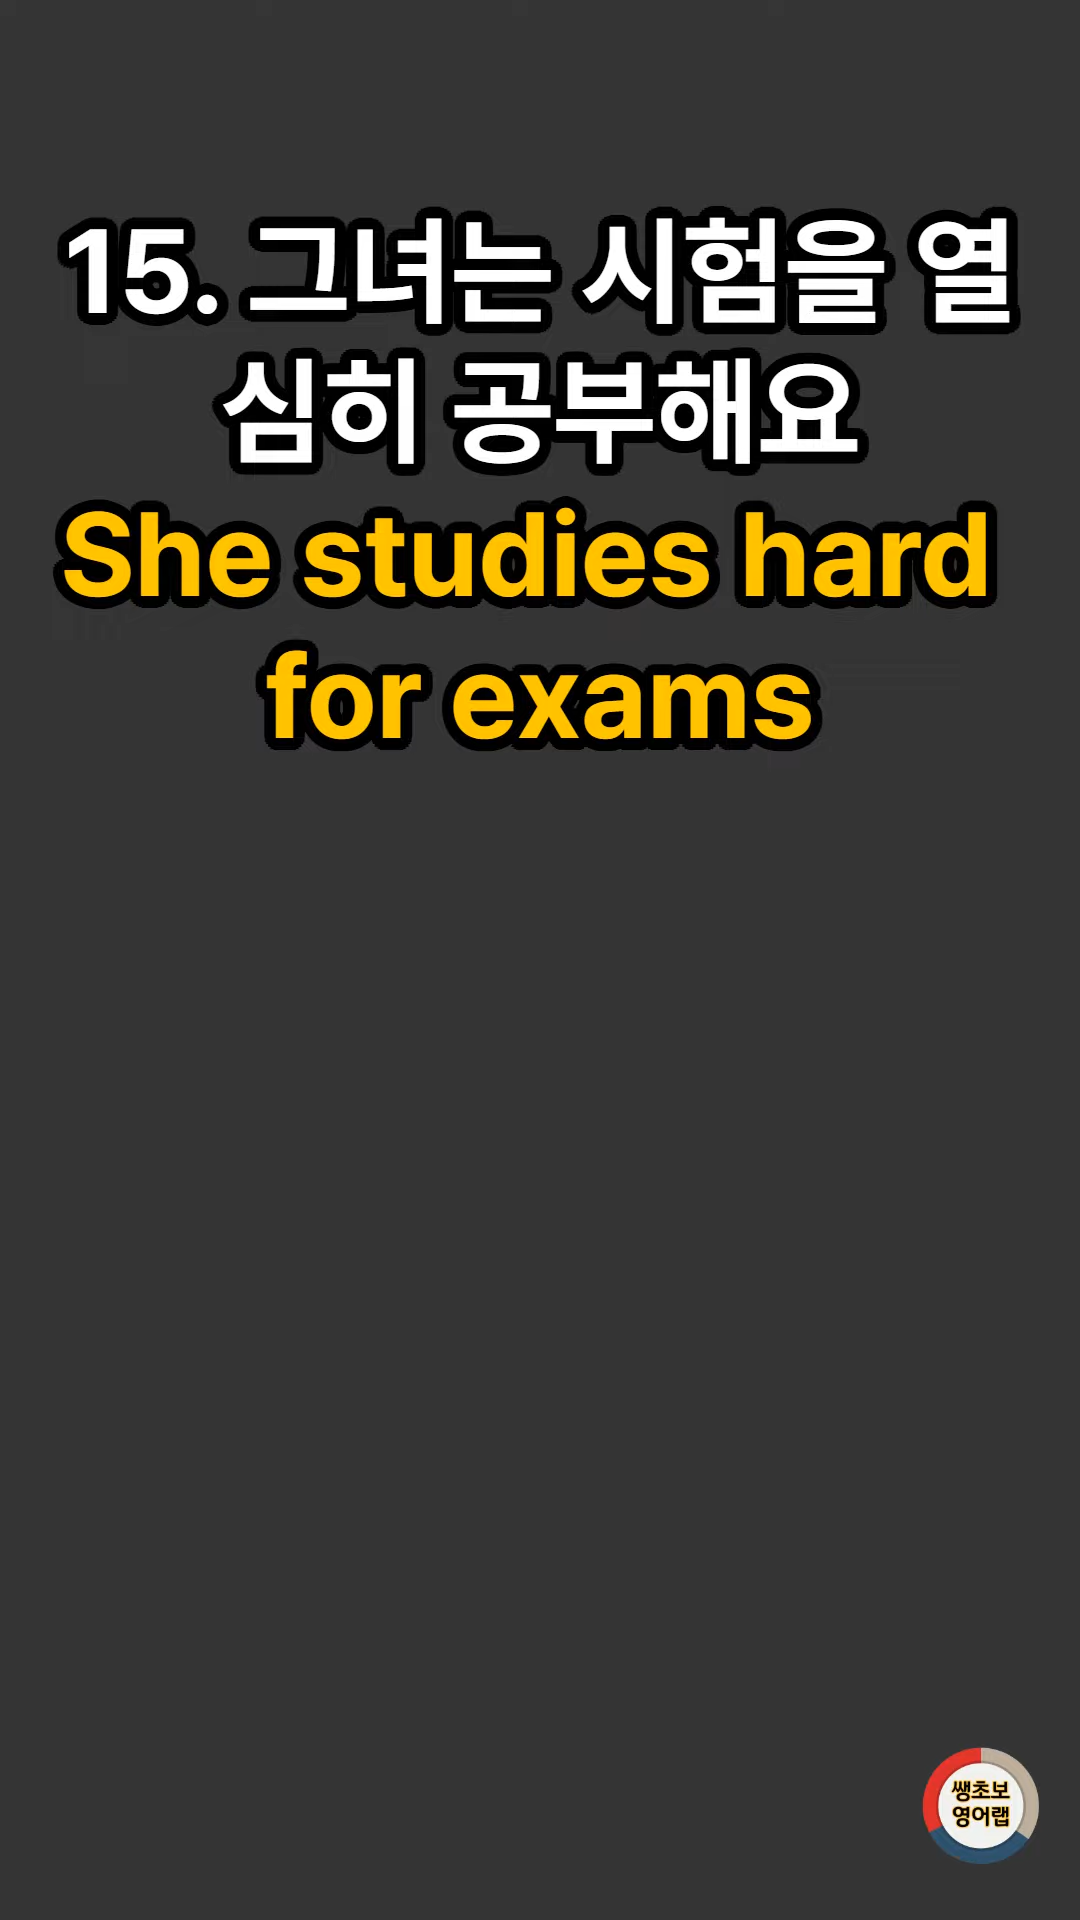 15. 그녀는 시험을 열
심히 공부해요
She studies hard
for exams
쌩초보
영어랩